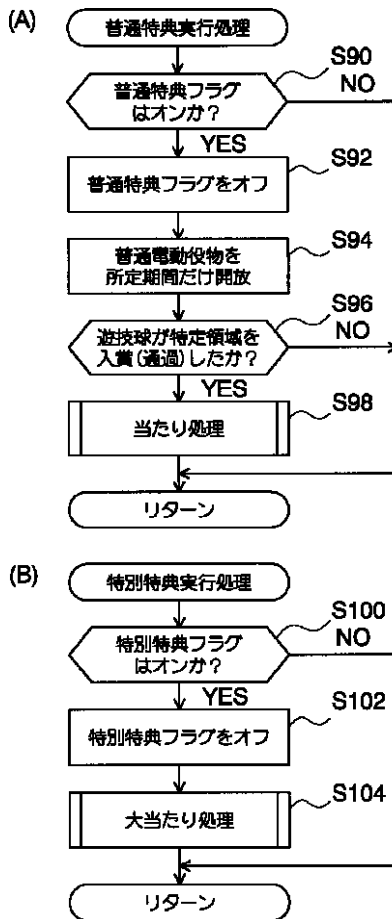 (A)
普通特典実行処理
S90
普通特典フラグ
はオンか?
NO
YES
S92
普通特典フラグをオフ
S94
普通電動役物を
所定期間だけ開放
S96
遊技球が特定領域を
入賞(通過)したか?
NO
YES
S98
当たり処理
リターン
(B)
特別特典実行処理
S100
特別特典フラグ
はオンか?
NO
YES
S102
特別特典フラグをオフ
S104
大当たり処理
リターン